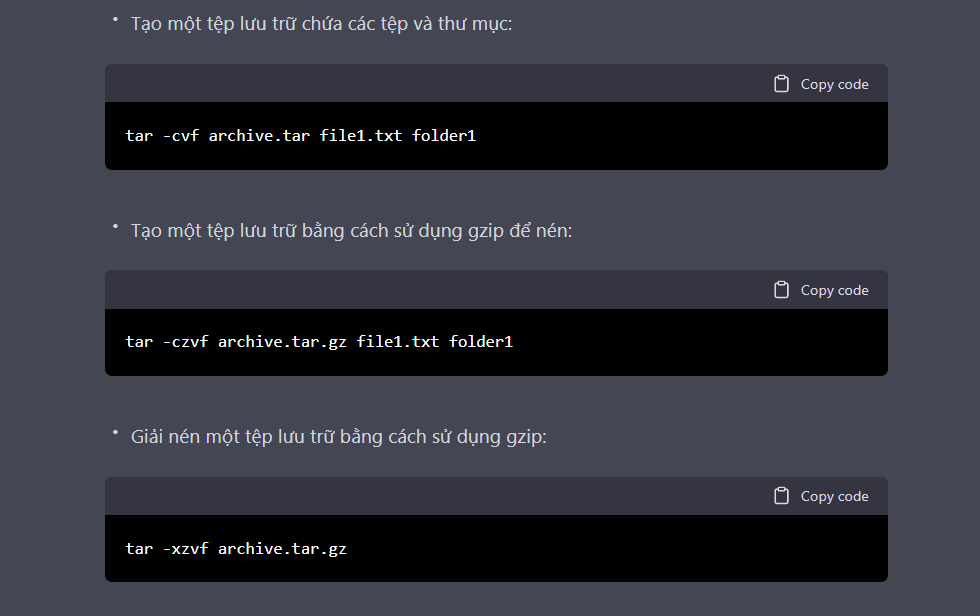 • Tạo một tệp lưu trữ chứa các tệp và thư mục:
Copy code
tar -cvf archive.tar file1.txt folder1
• Tạo một tệp lưu trữ bằng cách sử dụng gzip để nén:
Copy code
tar -czvf archive.tar.gz file1.txt folder1
• Giải nén một tệp lưu trữ bằng cách sử dụng gzip:
Copy code
tar -xzvf archive.tar.gz